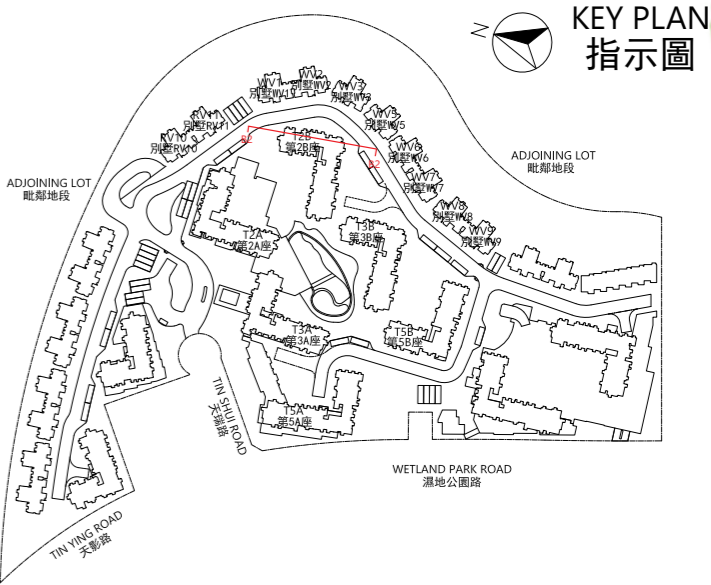 KEY PLAN
指示圖
N
WV2
別墅WV2
WV1
別墅WV1
WV3
別墅WV3
RV11
別墅RV11
WV5
別墅WV5
RV10
別墅RV10
B2
T2B
第2B座
B2
WV6
別墅WV6
ADJOINING LOT
毗鄰地段
WV7
別墅WV7
ADJOINING LOT
毗鄰地段
WV8
別墅WV8
T2A
第2A座
T3B
第3B座
WV9
別墅WV9
T3A
第3A座
T5B
第5B座
T5A
第5A座
TIN SHUI ROAD
天瑞路
WETLAND PARK ROAD
濕地公園路
TIN YING ROAD
天影路